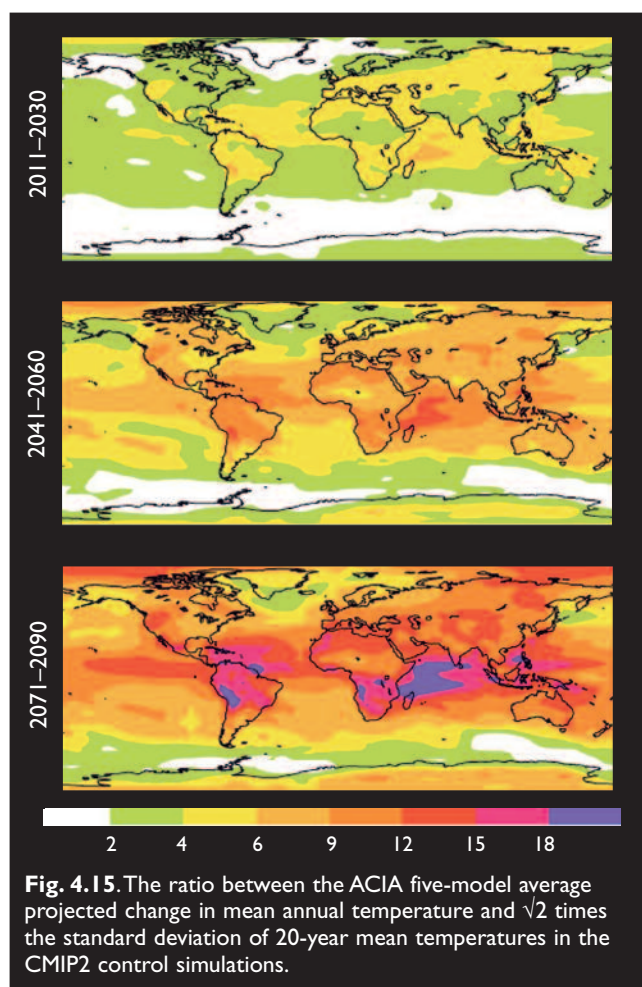 2011–2030
2041–2060
2071–2090
2 4 6 9 12 15 18
Fig. 4.15. The ratio between the ACIA five-model average
projected change in mean annual temperature and √2 times
the standard deviation of 20-year mean temperatures in the
CMIP2 control simulations.